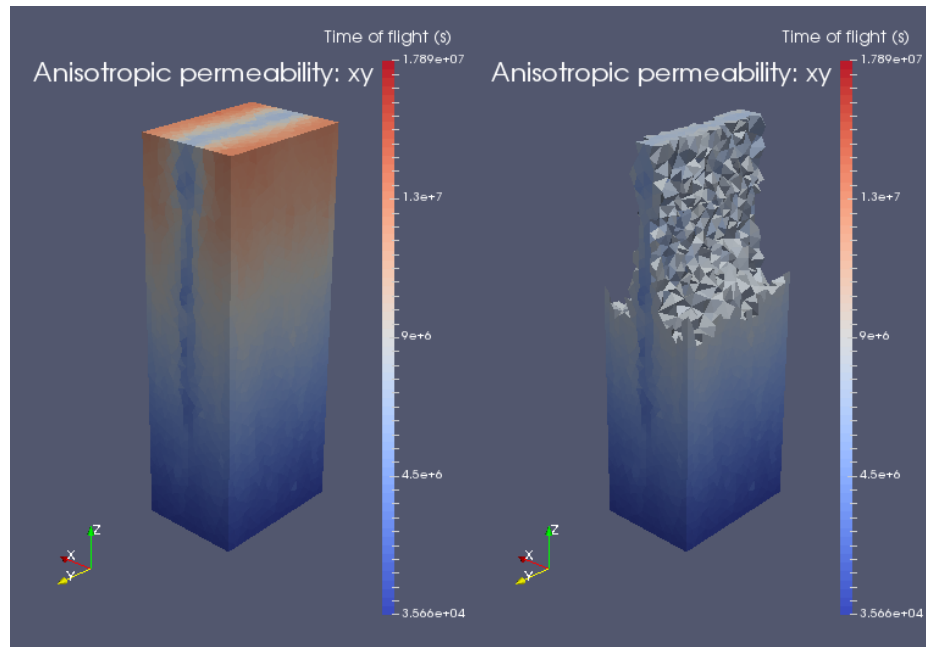 Time of flight (s)
1.789e+07
Anisotropic permeability: xy
1.3e+7
9e+6
4.5e+6
3.566e+04
Z
X
Y
Time of flight (s)
1.789e+07
Anisotropic permeability: xy
1.3e+7
9e+6
4.5e+6
3.566e+04
Z
X
Y